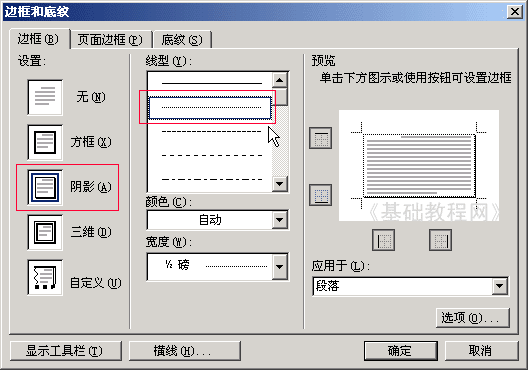 边框和底纹
边框(B)
页面边框(P)
底纹(S)
设置:
无(N)
方框(X)
阴影(A)
三维(D)
自定义(U)
线型(Y):
颜色(C):
自动
宽度(W):
½ 磅
预览
单击下方图示或使用按钮可设置边框
《基础教程网》
应用于(L):
段落
选项(O)...
显示工具栏(T)
横线(H)...
确定
取消